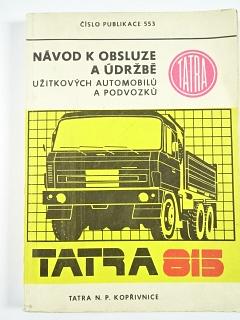 ČÍSLO PUBLIKACE 553
NÁVOD K OBSLUZE
A ÚDRŽBĚ
UŽITKOVÝCH AUTOMOBILŮ
A PODVOZKŮ
TATRA
TATRA 815
TATRA N. P. KOPŘIVNICE